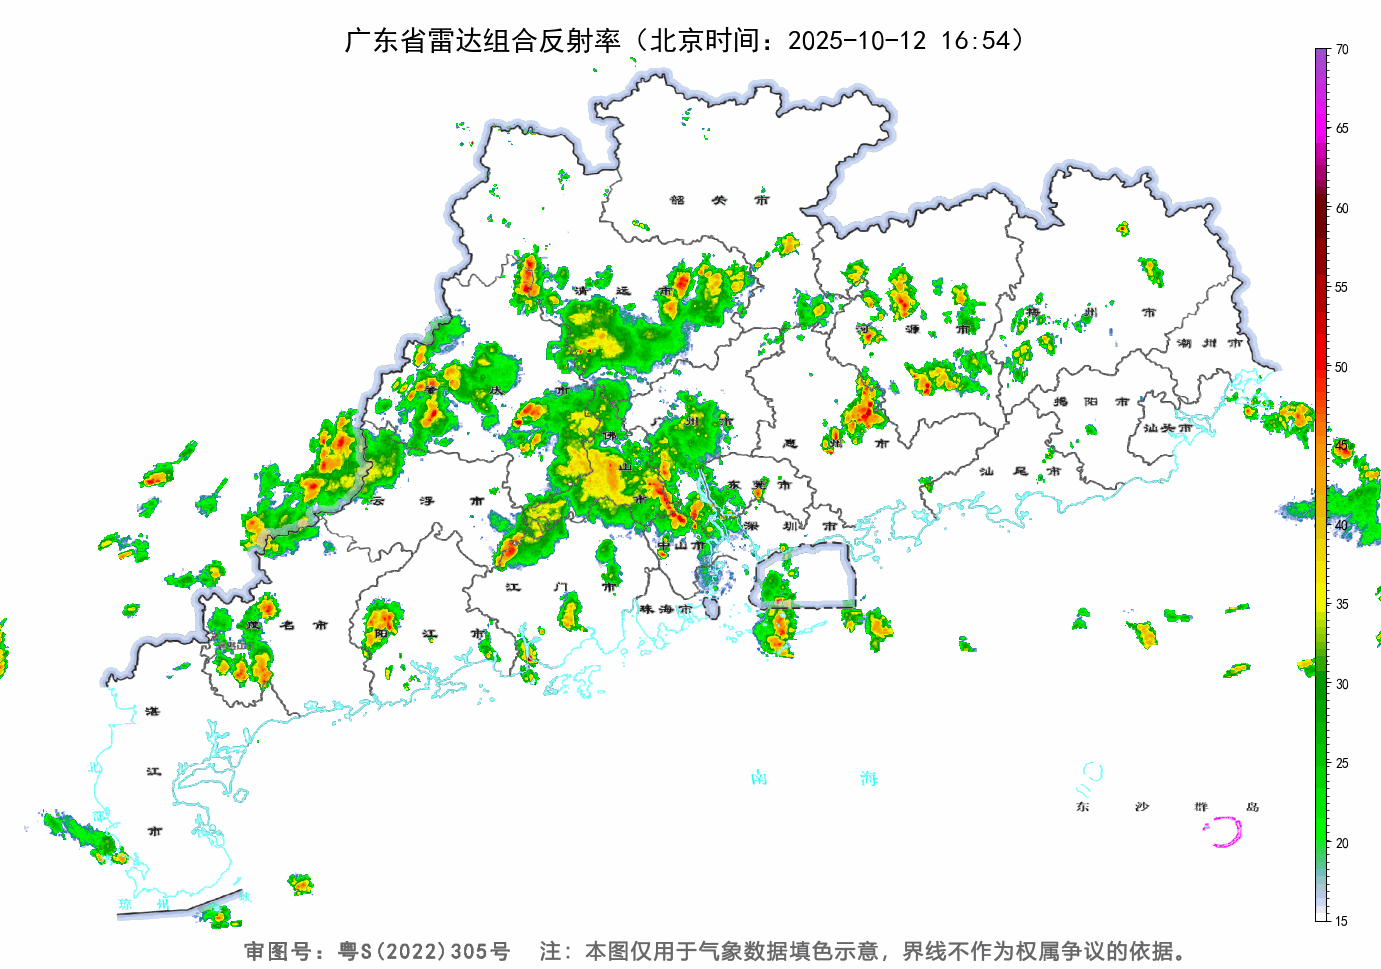 广东省雷达组合反射率（北京时间：2025-10-12 16:54）
70
65
60
55
50
45
40
35
30
25
20
15
韶关市
清远市
河源市
梅州市
潮州市
肇庆市
广州市
佛山市
惠州市
揭阳市
汕头市
汕尾市
云浮市
东莞市
深圳市
中山市
江门市
珠海市
茂名市
阳江市
湛江市
北部
琼州
南海
东沙群岛
审图号：粤S(2022)305号 注：本图仅用于气象数据填色示意，界线不作为权属争议的依据。